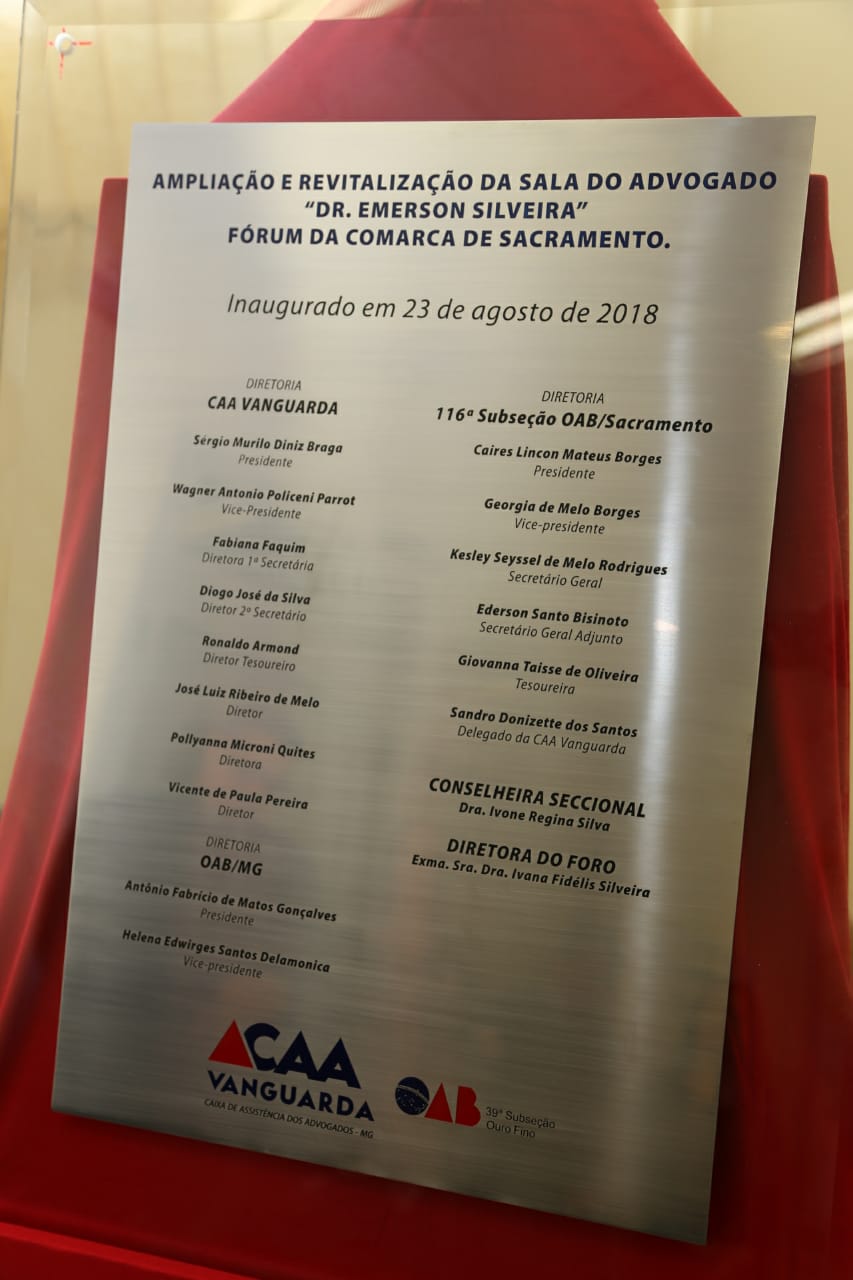 AMPLIAÇÃO E REVITALIZAÇÃO DA SALA DO ADVOGADO
“DR. EMERSON SILVEIRA”
FÓRUM DA COMARCA DE SACRAMENTO.
Inaugurado em 23 de agosto de 2018
DIRETORIA
CAA VANGUARDA
Sérgio Murilo Diniz Braga
Presidente
Wagner Antonio Policeni Parrot
Vice-Presidente
Fabiana Faquim
Diretora 1ª Secretária
Diogo José da Silva
Diretor 2º Secretário
Ronaldo Armond
Diretor Tesoureiro
José Luiz Ribeiro de Melo
Diretor
Pollyanna Microni Quites
Diretora
Vicente de Paula Pereira
Diretor
DIRETORIA
OAB/MG
Antônio Fabrício de Matos Gonçalves
Presidente
Helena Edwirges Santos Delamonica
Vice-presidente
DIRETORIA
116ª Subseção OAB/Sacramento
Caires Lincon Mateus Borges
Presidente
Georgia de Melo Borges
Vice-presidente
Kesley Seyssel de Melo Rodrigues
Secretário Geral
Ederson Santo Bisinoto
Secretário Geral Adjunto
Giovanna Taisse de Oliveira
Tesoureira
Sandro Donizette dos Santos
Delegado da CAA Vanguarda
CONSELHEIRA SECCIONAL
Dra. Ivone Regina Silva
DIRETORA DO FORO
Exma. Sra. Dra. Ivana Fidélis Silveira
CAA
VANGUARDA
CAIXA DE ASSISTÊNCIA DOS ADVOGADOS - MG
OAB
39ª Subseção
Ouro Fino